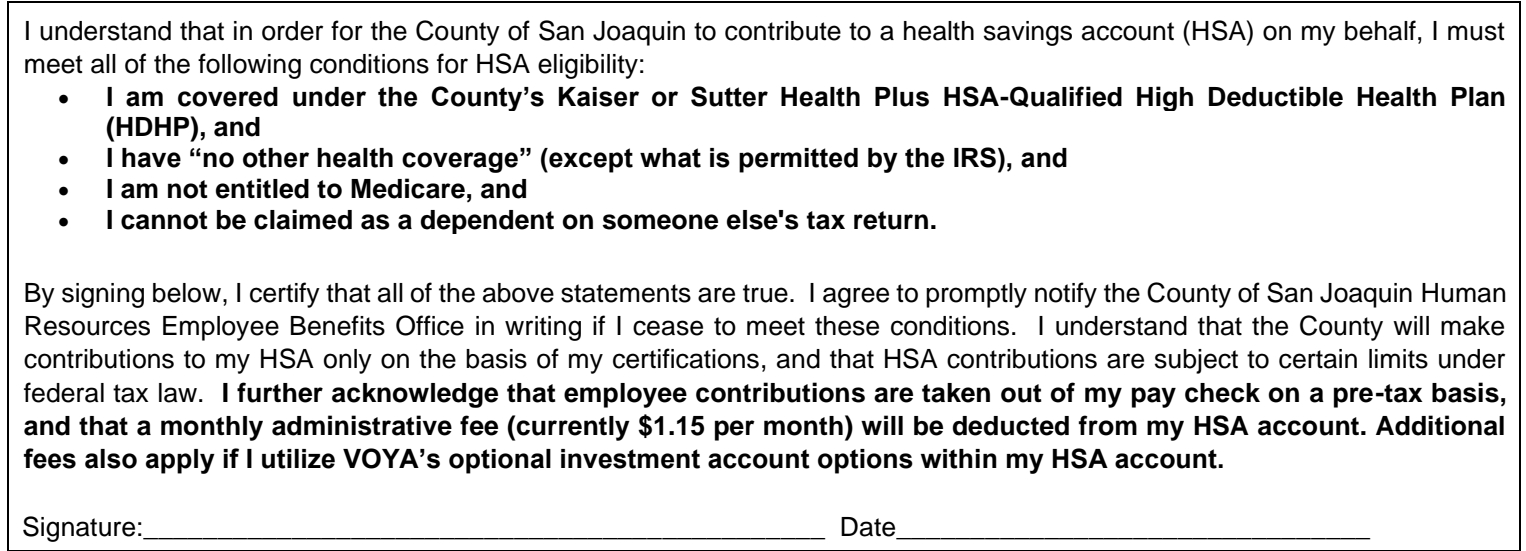 I understand that in order for the County of San Joaquin to contribute to a health savings account (HSA) on my behalf, I must
meet all of the following conditions for HSA eligibility:
• I am covered under the County’s Kaiser or Sutter Health Plus HSA-Qualified High Deductible Health Plan
(HDHP), and
• I have “no other health coverage” (except what is permitted by the IRS), and
• I am not entitled to Medicare, and
• I cannot be claimed as a dependent on someone else's tax return.
By signing below, I certify that all of the above statements are true. I agree to promptly notify the County of San Joaquin Human
Resources Employee Benefits Office in writing if I cease to meet these conditions. I understand that the County will make
contributions to my HSA only on the basis of my certifications, and that HSA contributions are subject to certain limits under
federal tax law. I further acknowledge that employee contributions are taken out of my pay check on a pre-tax basis,
and that a monthly administrative fee (currently $1.15 per month) will be deducted from my HSA account. Additional
fees also apply if I utilize VOYA’s optional investment account options within my HSA account.
Signature:_______________________________________________ Date________________________________